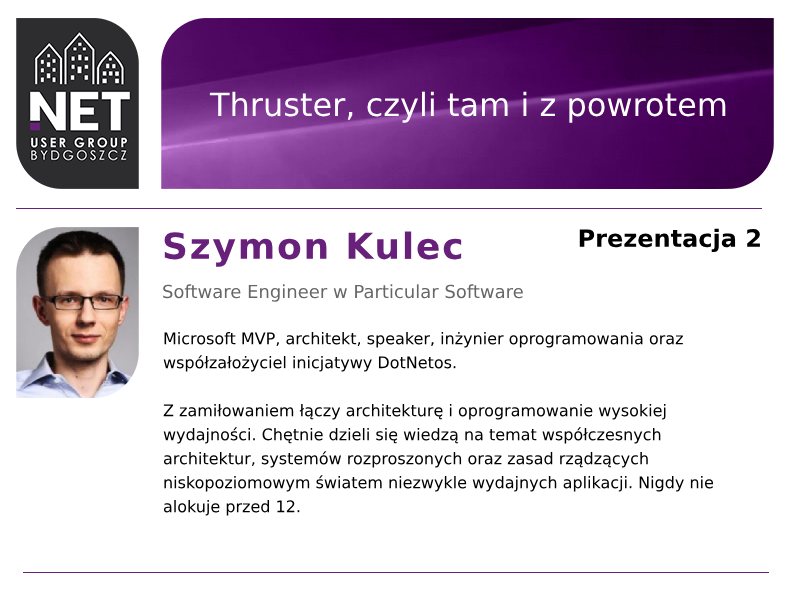 NET
USER GROUP
BYDGOSZCZ
Thruster, czyli tam i z powrotem
Szymon Kulec
Prezentacja 2
Software Engineer w Particular Software
Microsoft MVP, architekt, speaker, inżynier oprogramowania oraz
współzałożyciel inicjatywy DotNetos.
Z zamiłowaniem łączy architekturę i oprogramowanie wysokiej
wydajności. Chętnie dzieli się wiedzą na temat współczesnych
architektur, systemów rozproszonych oraz zasad rządzących
niskopoziomowym światem niezwykle wydajnych aplikacji. Nigdy nie
alokuje przed 12.